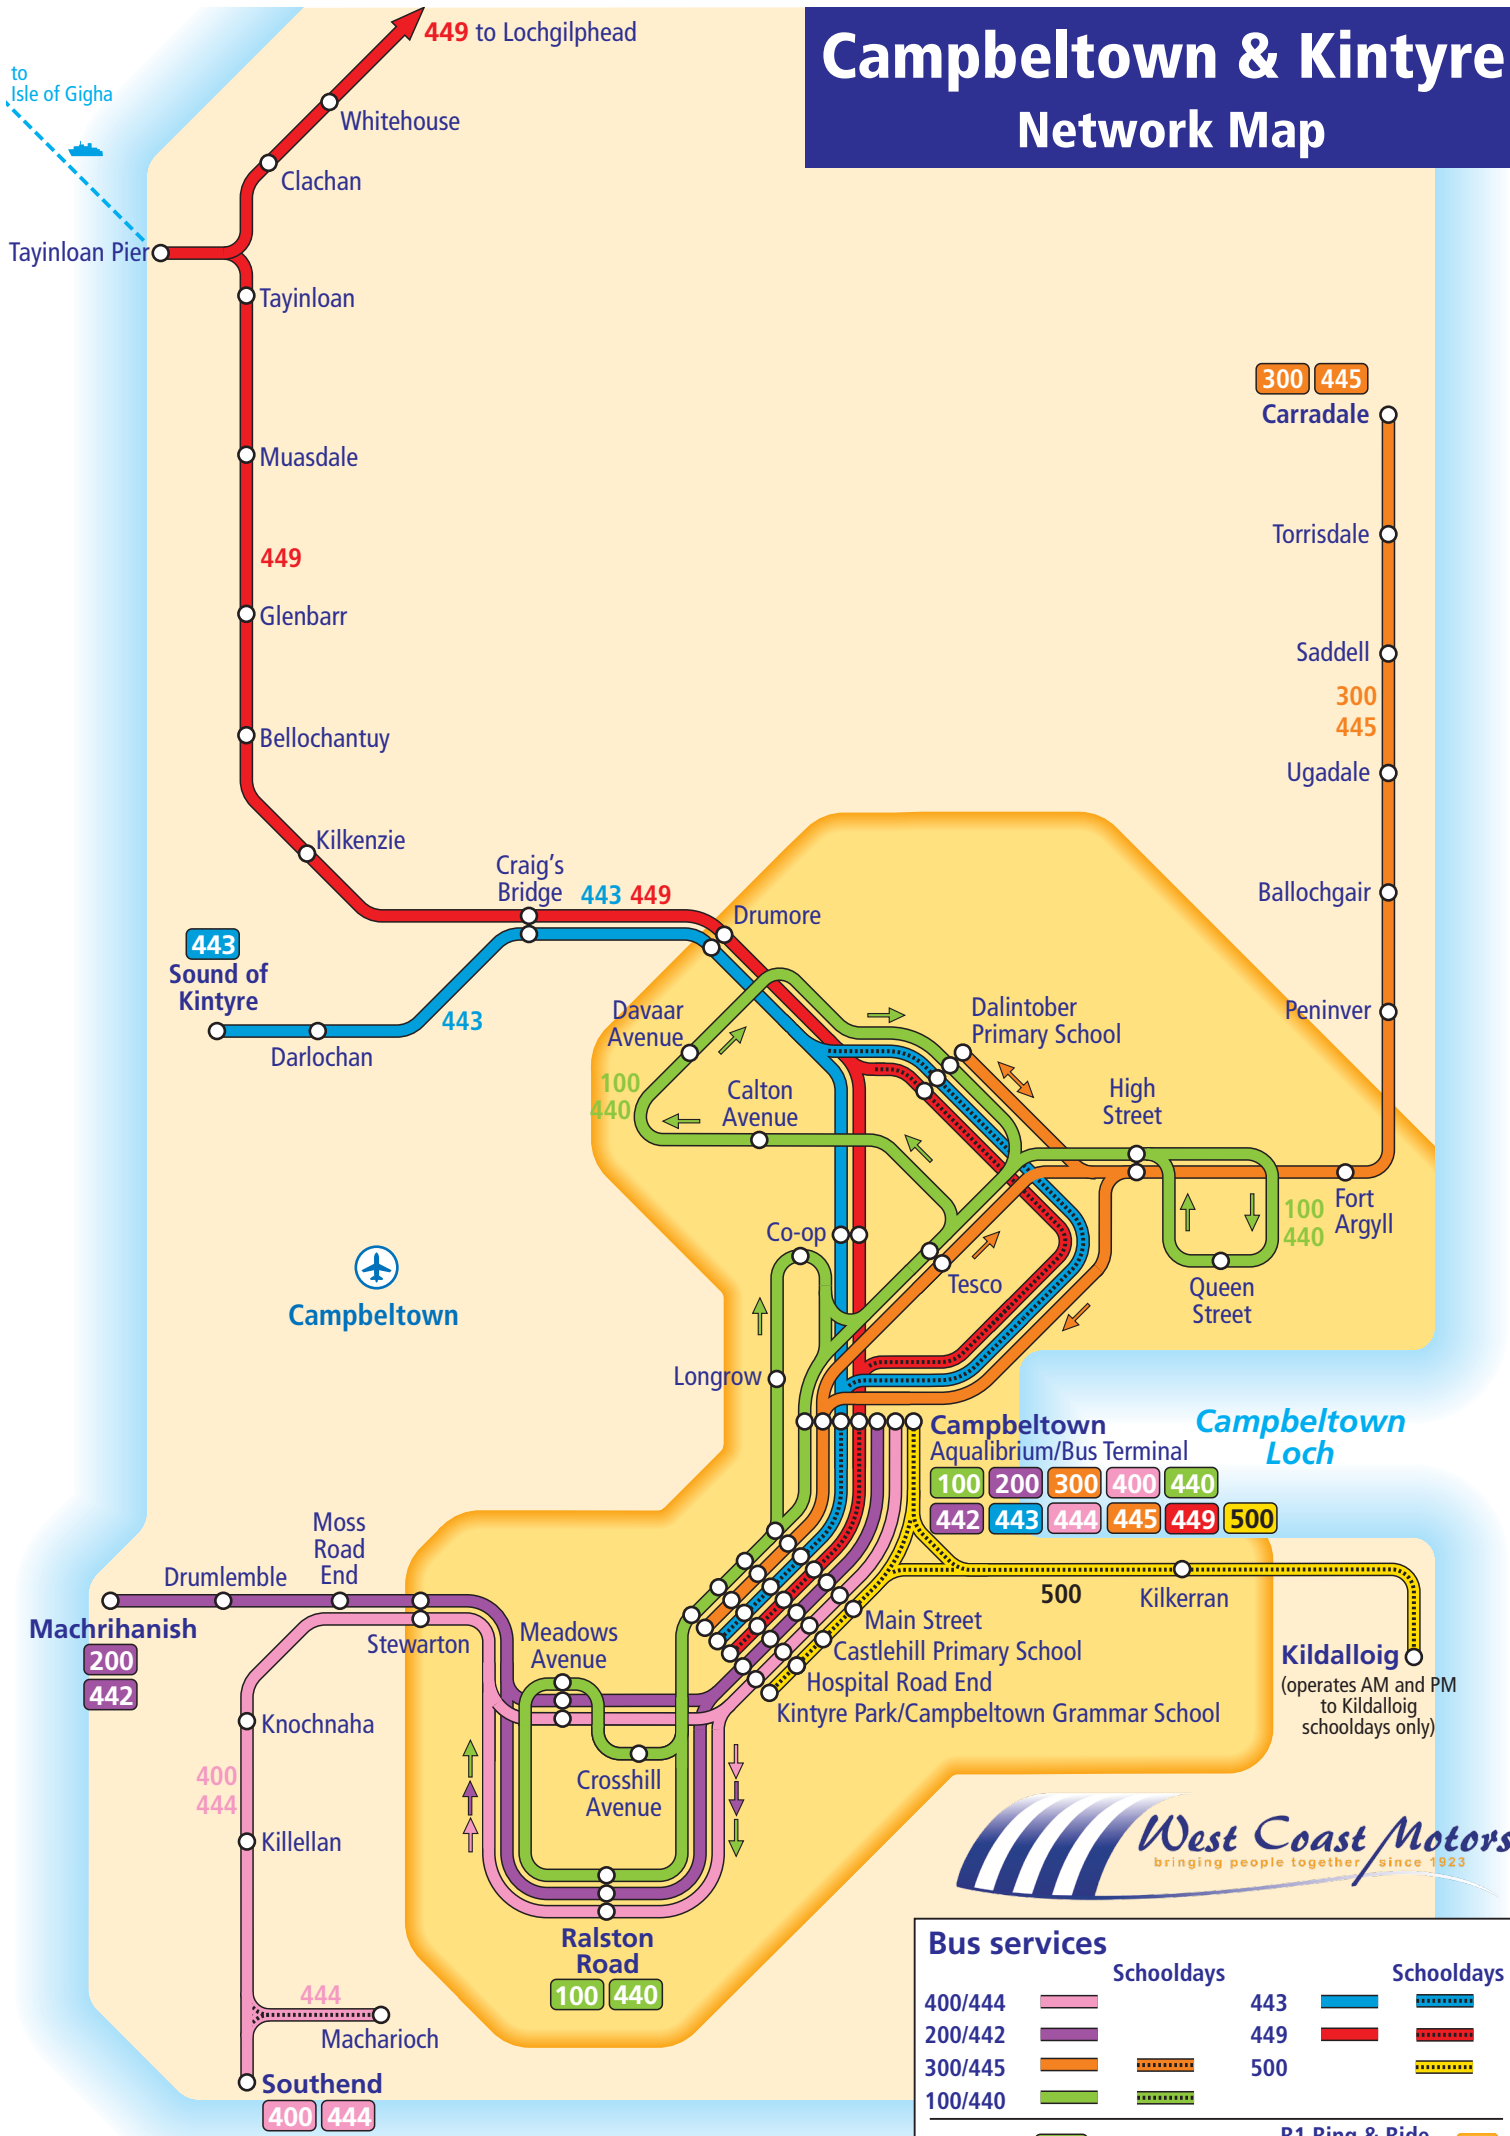 Campbeltown & Kintyre
Network Map
449 to Lochgilphead
to
Isle of Gigha
Whitehouse
Clachan
Tayinloan Pier
Tayinloan
Muasdale
449
Glenbarr
Bellochantuy
Kilkenzie
Craig's
Bridge
443 449
Drumore
443
Sound of
Kintyre
Darlochan
443
300 445
Carradale
Torrisdale
Saddell
300
445
Ugadale
Ballochgair
Peninver
Davaar
Avenue
100
440
Calton
Avenue
Dalintober
Primary School
High
Street
Fort
Argyll
100
440
Queen
Street
Co-op
Tesco
Longrow
Campbeltown
Campbeltown
Aqualibrium/Bus Terminal
100 200 300 400 440
442 443 444 445 449 500
Campbeltown
Loch
Moss
Road
End
Drumlemble
Machrihanish
200
442
Stewarton
Meadows
Avenue
Main Street
Castlehill Primary School
Hospital Road End
Kintyre Park/Campbeltown Grammar School
500
Kilkerran
Kildalloig
(operates AM and PM
to Kildalloig
schooldays only)
Knochnaha
400
444
Killellan
Crosshill
Avenue
Ralston
Road
100 440
444
Macharioch
Southend
400 444
West Coast Motors
bringing people together since 1923
Bus services
Schooldays
Schooldays
400/444
443
200/442
449
300/445
500
100/440